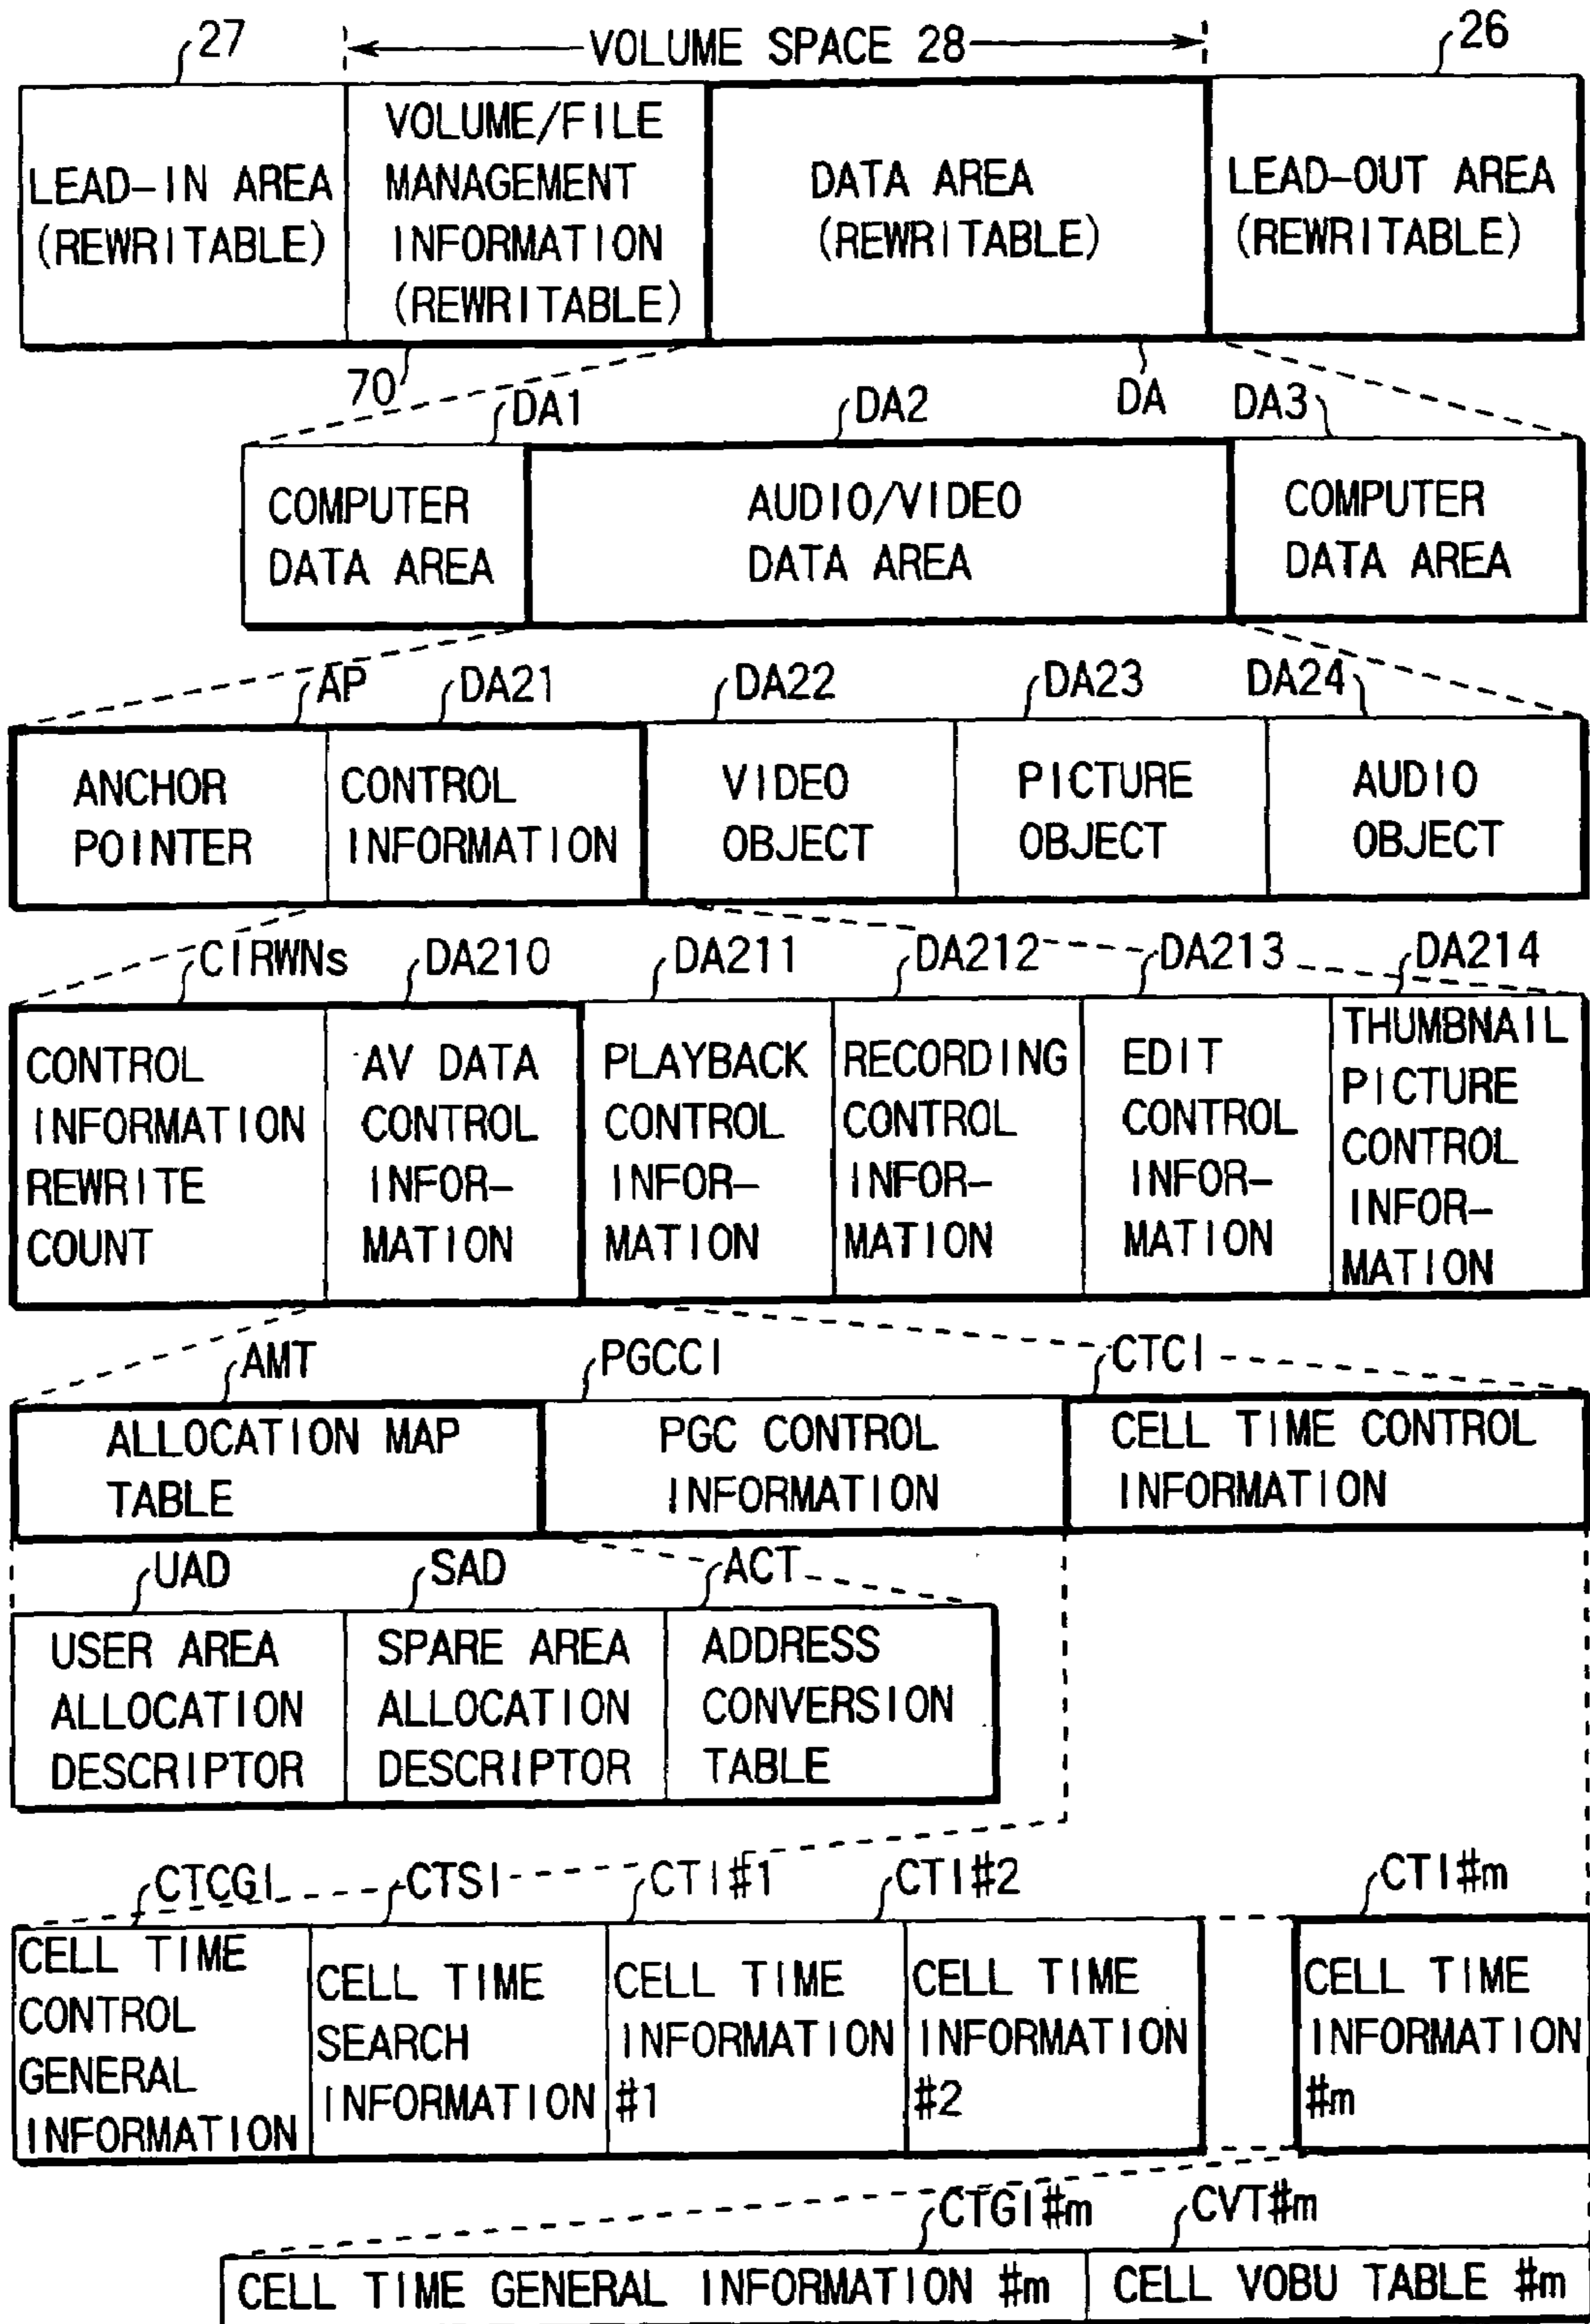 27
VOLUME SPACE 28
26
LEAD-IN AREA
(REWRITABLE)
VOLUME/FILE
MANAGEMENT
INFORMATION
(REWRITABLE)
DATA AREA
(REWRITABLE)
LEAD-OUT AREA
(REWRITABLE)
70
DA1
DA2
DA
DA3
COMPUTER
DATA AREA
AUDIO/VIDEO
DATA AREA
COMPUTER
DATA AREA
AP
DA21
DA22
DA23
DA24
ANCHOR
POINTER
CONTROL
INFORMATION
VIDEO
OBJECT
PICTURE
OBJECT
AUDIO
OBJECT
CIRWNs
DA210
DA211
DA212
DA213
DA214
CONTROL
INFORMATION
REWRITE
COUNT
AV DATA
CONTROL
INFOR-
MATION
PLAYBACK
CONTROL
INFOR-
MATION
RECORDING
CONTROL
INFOR-
MATION
EDIT
CONTROL
INFOR-
MATION
THUMBNAIL
PICTURE
CONTROL
INFOR-
MATION
AMT
PGCCI
CTCI
ALLOCATION MAP
TABLE
PGC CONTROL
INFORMATION
CELL TIME CONTROL
INFORMATION
UAD
SAD
ACT
USER AREA
ALLOCATION
DESCRIPTOR
SPARE AREA
ALLOCATION
DESCRIPTOR
ADDRESS
CONVERSION
TABLE
CTCGI
CTSI
CTI#1
CTI#2
CTI#m
CELL TIME
CONTROL
GENERAL
INFORMATION
CELL TIME
SEARCH
INFORMATION
CELL TIME
INFORMATION
#1
CELL TIME
INFORMATION
#2
CELL TIME
INFORMATION
#m
CTGI#m
CVT#m
CELL TIME GENERAL INFORMATION #m
CELL VOBU TABLE #m